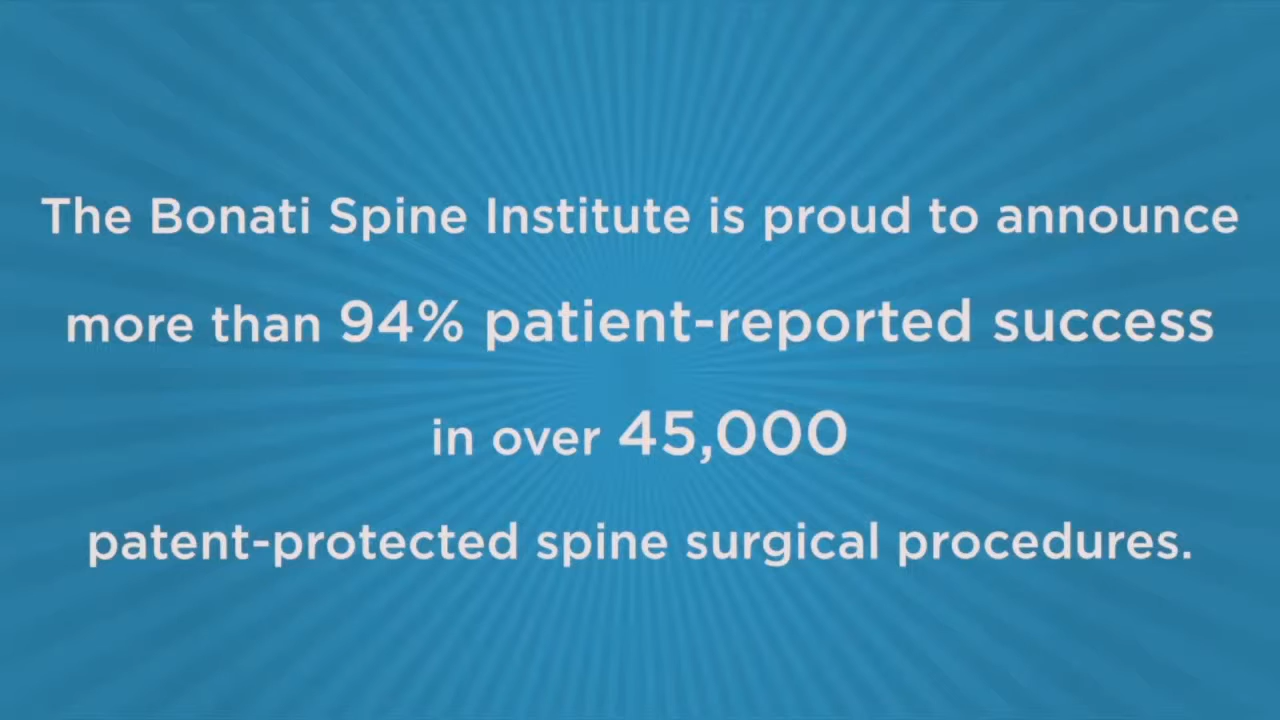 The Bonati Spine Institute is proud to announce
more than 94% patient-reported success
in over 45,000
patent-protected spine surgical procedures.